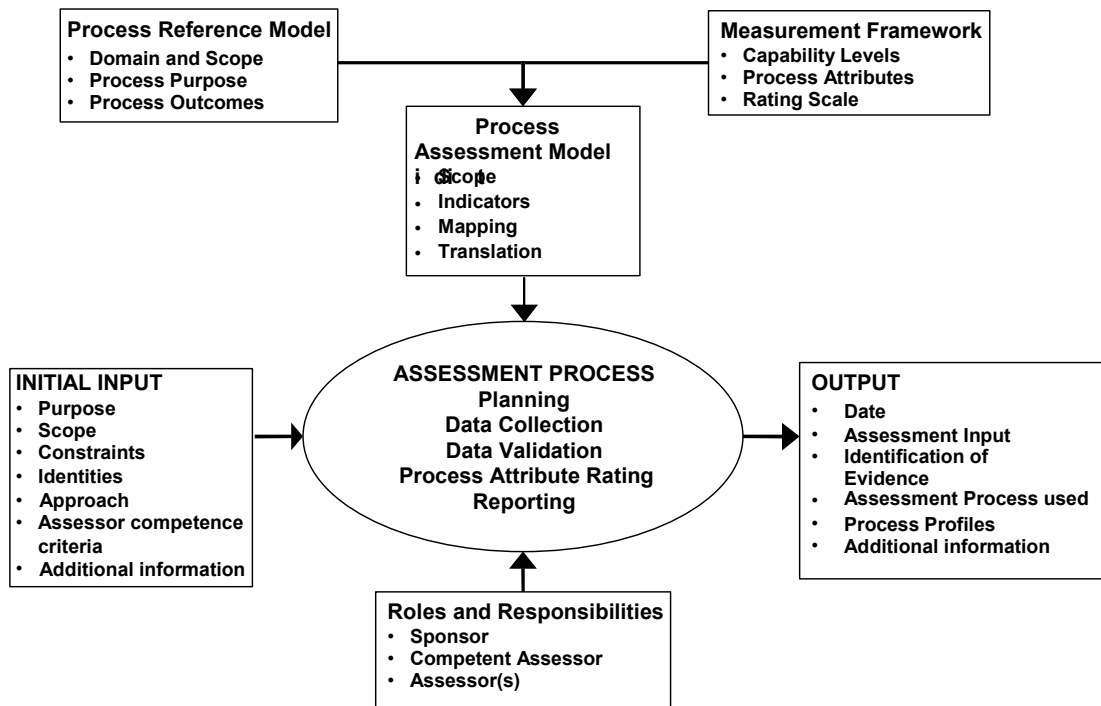 Process Reference Model
• Domain and Scope
• Process Purpose
• Process Outcomes
Measurement Framework
• Capability Levels
• Process Attributes
• Rating Scale
Process
Assessment Model
• Scope
• Indicators
• Mapping
• Translation
INITIAL INPUT
• Purpose
• Scope
• Constraints
• Identities
• Approach
• Assessor competence
criteria
• Additional information
ASSESSMENT PROCESS
Planning
Data Collection
Data Validation
Process Attribute Rating
Reporting
OUTPUT
• Date
• Assessment Input
• Identification of
Evidence
• Assessment Process used
• Process Profiles
• Additional information
Roles and Responsibilities
• Sponsor
• Competent Assessor
• Assessor(s)